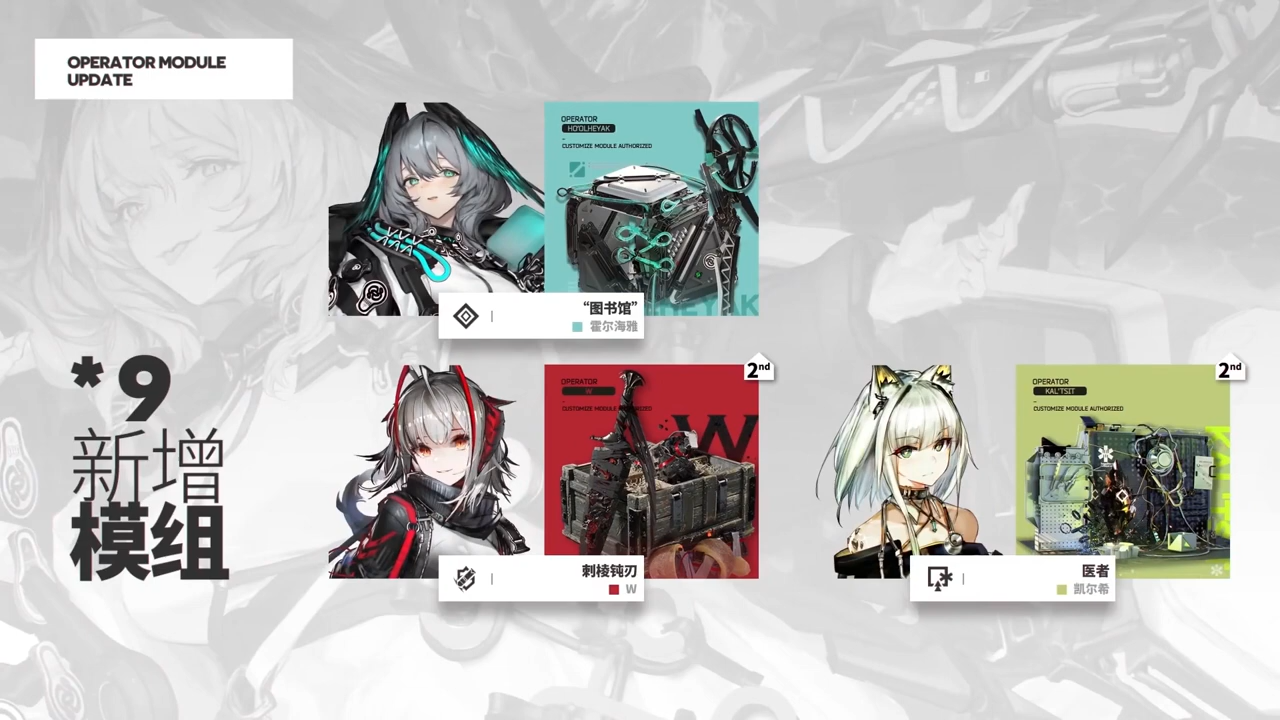 OPERATOR MODULE
UPDATE
*9
新增
模组
OPERATOR
HO'OLHEYAK
CUSTOMIZE MODULE AUTHORIZED
“图书馆”
霍尔海雅
2nd
OPERATOR
W
CUSTOMIZE MODULE AUTHORIZED
W
刺棱钝刃
W
2nd
OPERATOR
KAL'TSIT
CUSTOMIZE MODULE AUTHORIZED
医者
凯尔希